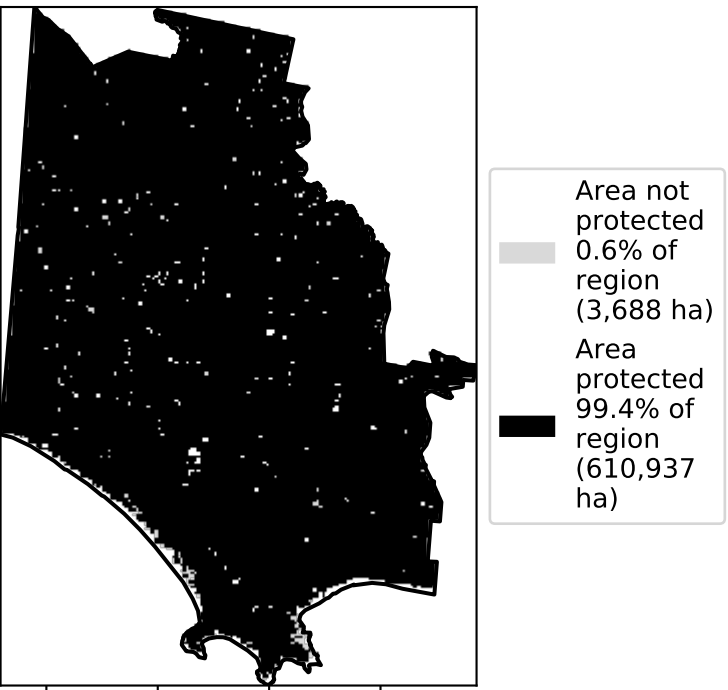 Area not
protected
0.6% of
region
(3,688 ha)
Area
protected
99.4% of
region
(610,937
ha)